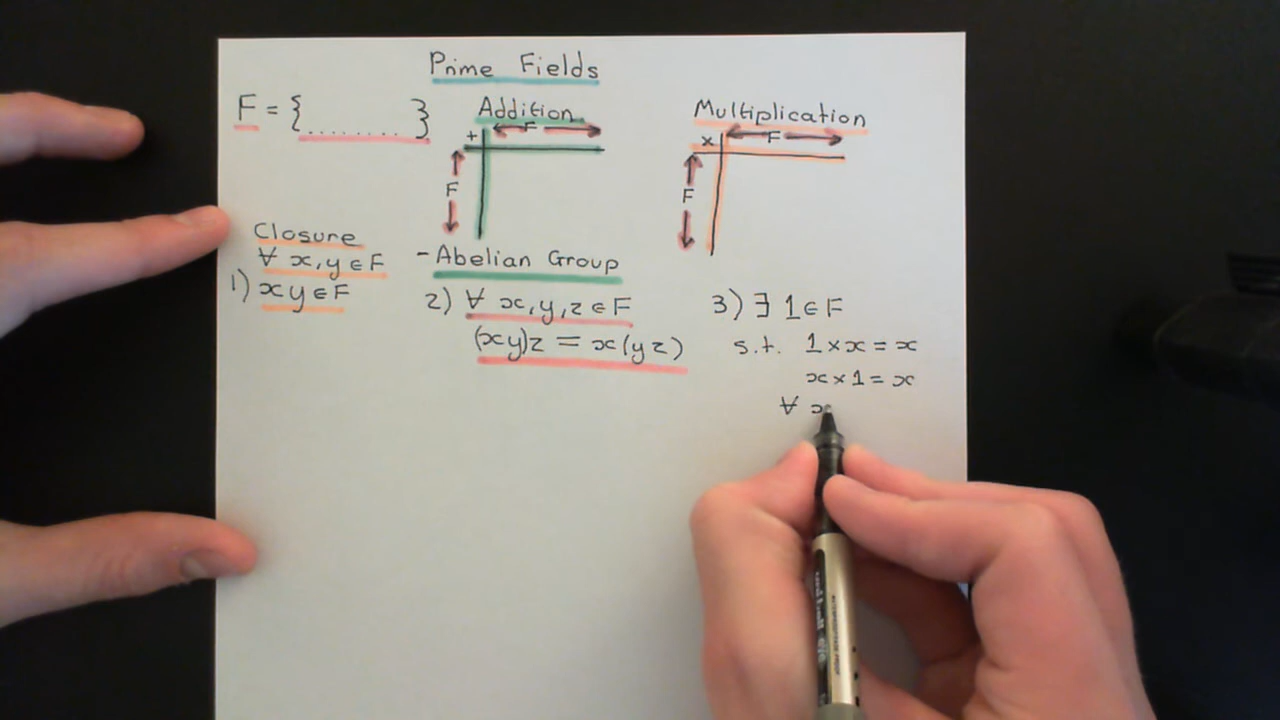 Prime Fields
F = {.........}
Addition
+ F
F
Multiplication
x F
F
Closure
∀ x, y ∈ F
1) xy ∈ F
- Abelian Group
2) ∀ x, y, z ∈ F
(xy)z = x(yz)
3) ∃ 1 ∈ F
s.t. 1 × x = x
x × 1 = x
∀ x